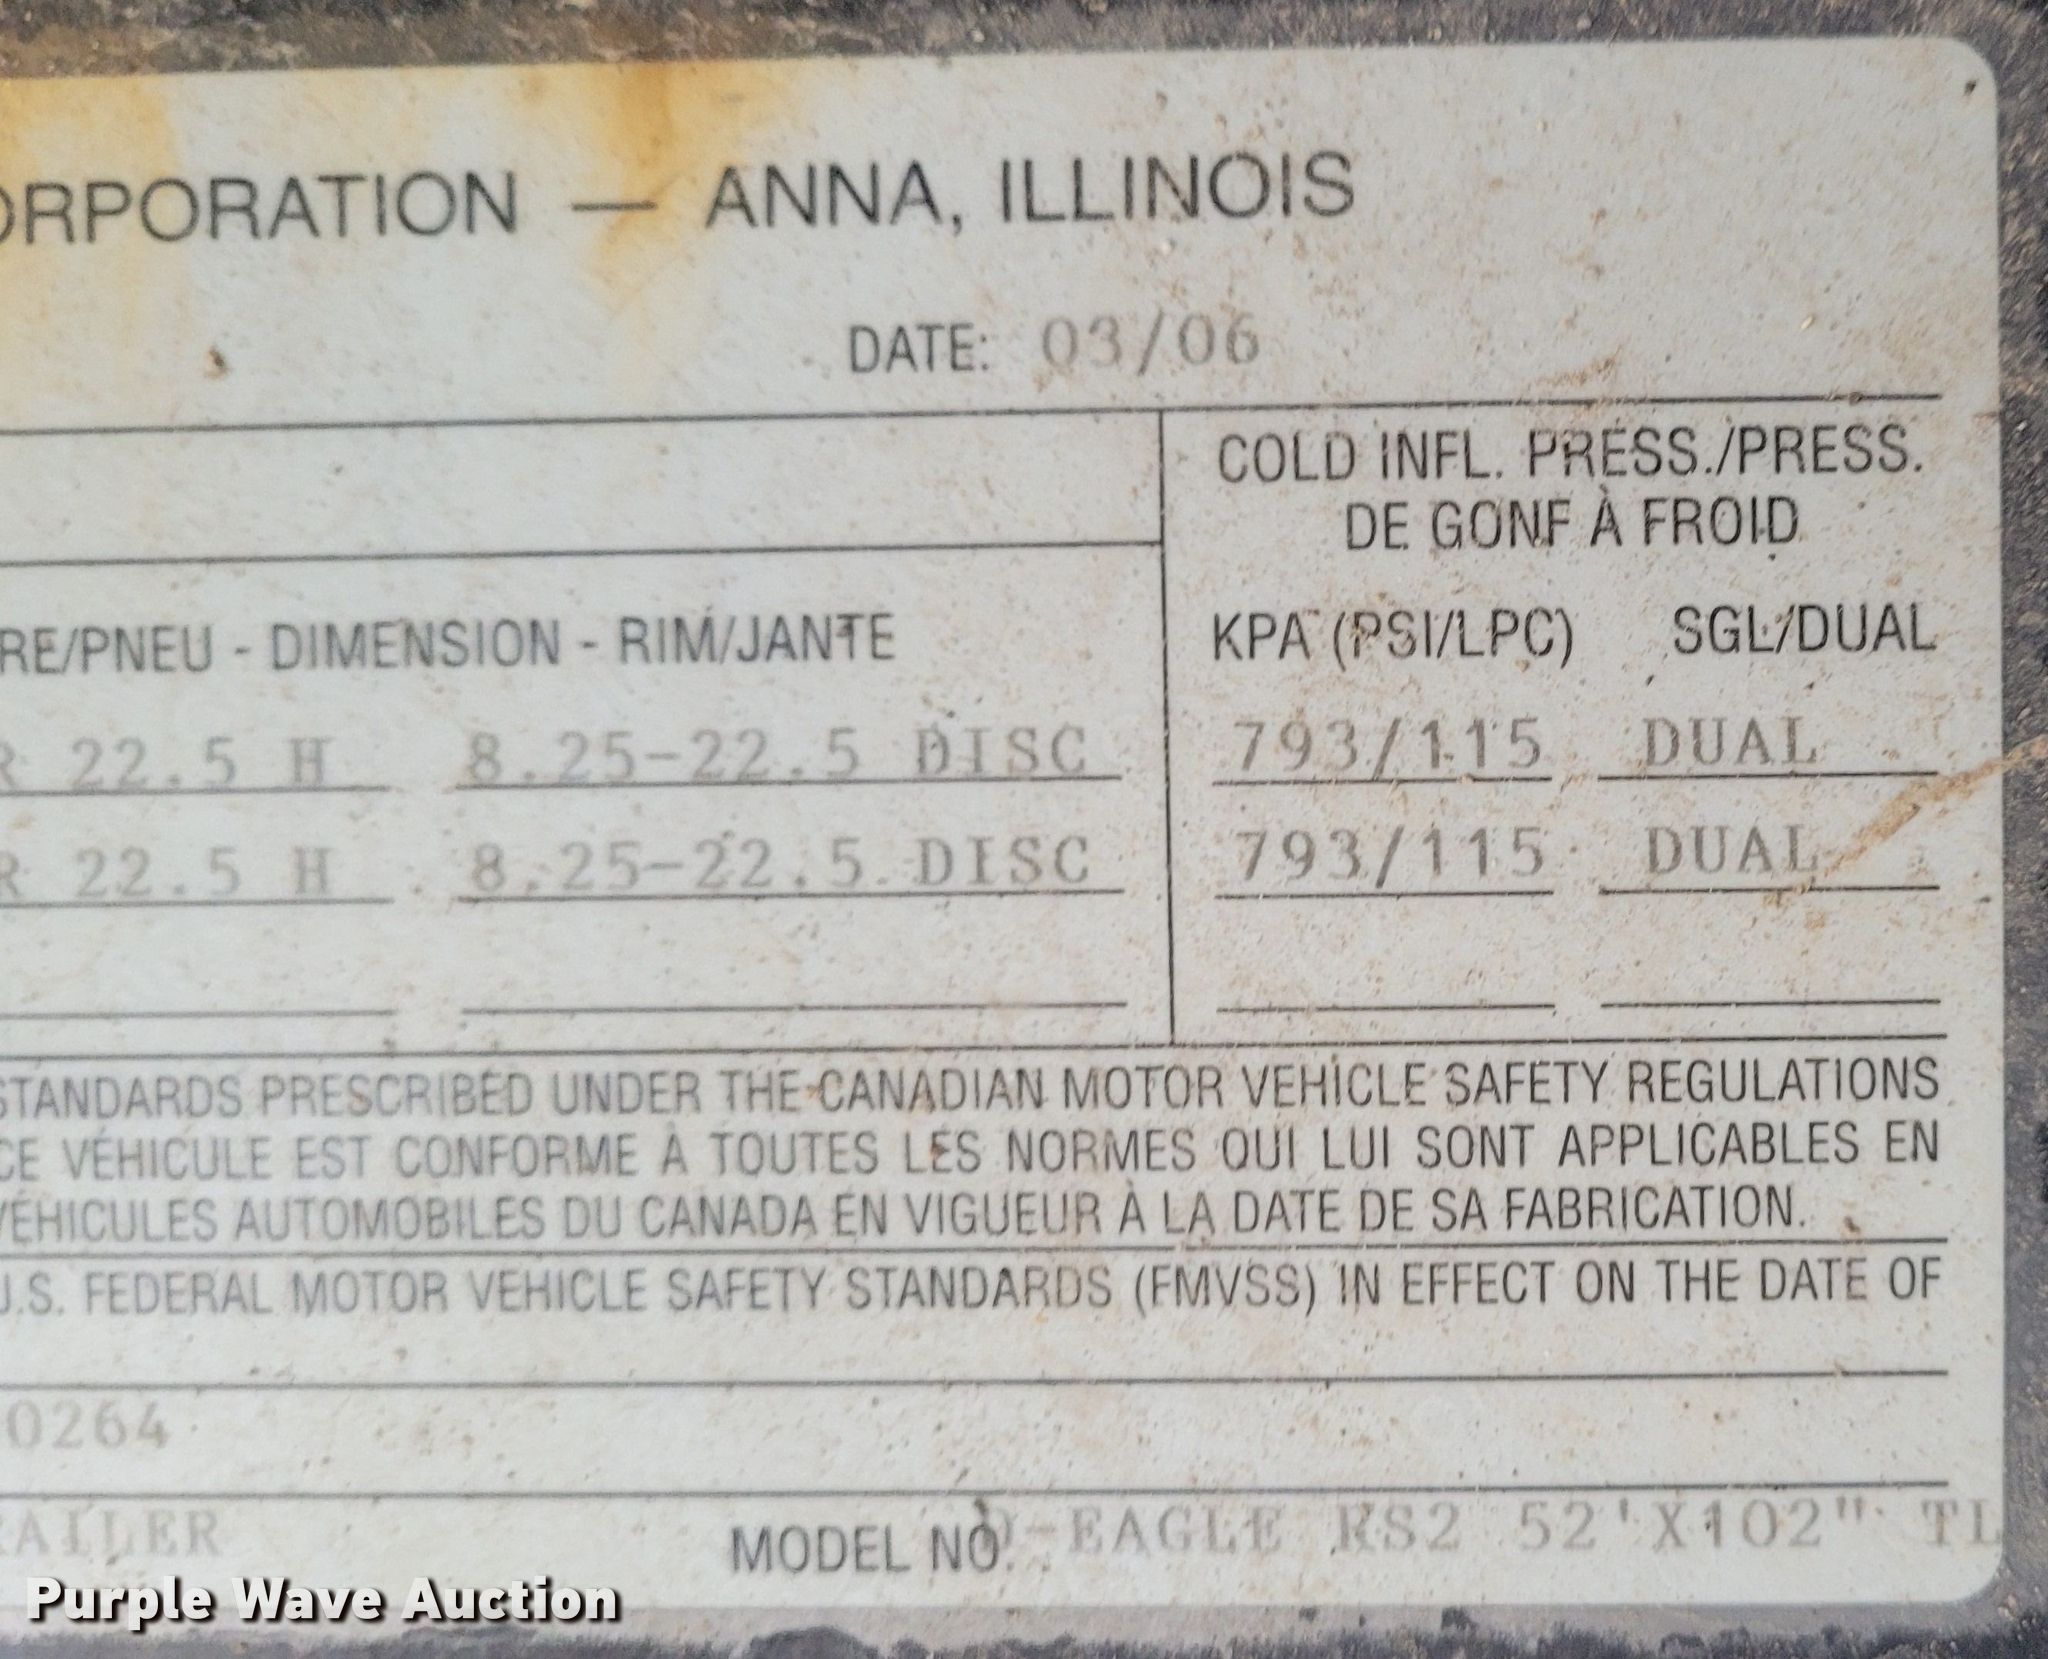 ORPORATION — ANNA, ILLINOIS
DATE: 03/06
COLD INFL. PRESS./PRESS.
DE GONF À FROID
RE/PNEU - DIMENSION - RIM/JANTE KPA (PSI/LPC) SGL/DUAL
R 22.5 H 8.25-22.5 DISC 793/115 DUAL
R 22.5 H 8.25-22.5 DISC 793/115 DUAL
STANDARDS PRESCRIBED UNDER THE CANADIAN MOTOR VEHICLE SAFETY REGULATIONS
CE VÉHICULE EST CONFORME À TOUTES LES NORMES QUI LUI SONT APPLICABLES EN
VÉHICULES AUTOMOBILES DU CANADA EN VIGUEUR À LA DATE DE SA FABRICATION.
U.S. FEDERAL MOTOR VEHICLE SAFETY STANDARDS (FMVSS) IN EFFECT ON THE DATE OF
0264
RAILER MODEL NO. D-EAGLE RS2 52'X102" TL
Purple Wave Auction